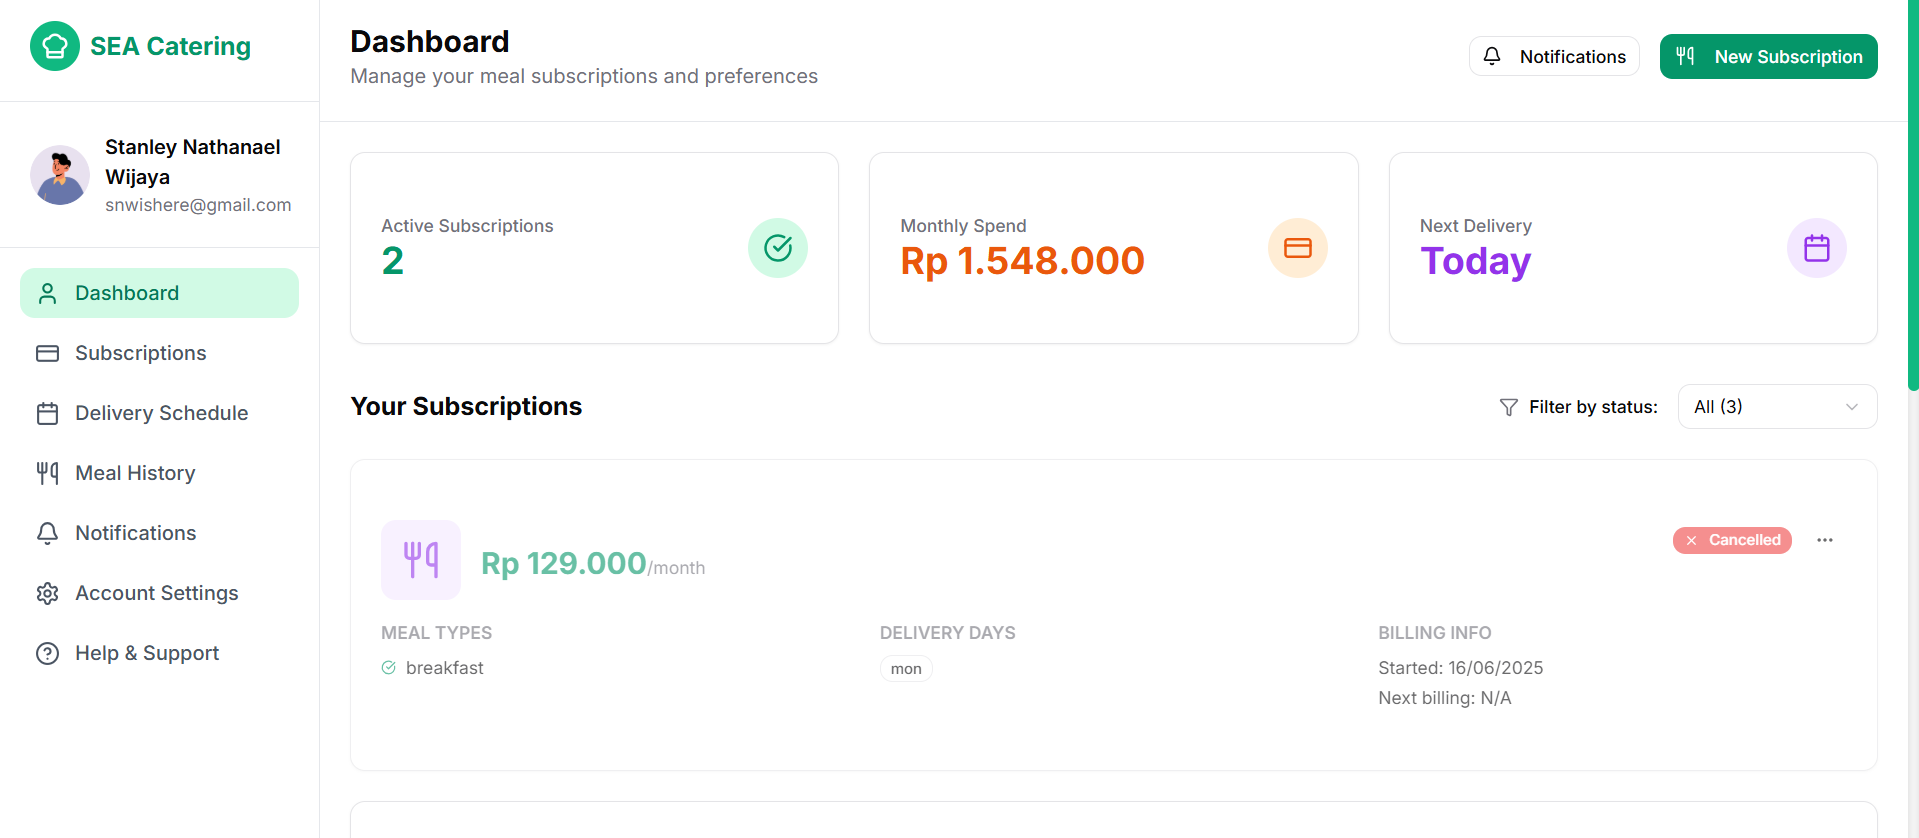 SEA Catering
Stanley Nathanael
Wijaya
snwishere@gmail.com
Dashboard
Subscriptions
Delivery Schedule
Meal History
Notifications
Account Settings
Help & Support
Dashboard
Manage your meal subscriptions and preferences
Notifications
New Subscription
Active Subscriptions
2
Monthly Spend
Rp 1.548.000
Next Delivery
Today
Your Subscriptions
Filter by status:
All (3)
Rp 129.000/month
Cancelled
MEAL TYPES
breakfast
DELIVERY DAYS
mon
BILLING INFO
Started: 16/06/2025
Next billing: N/A